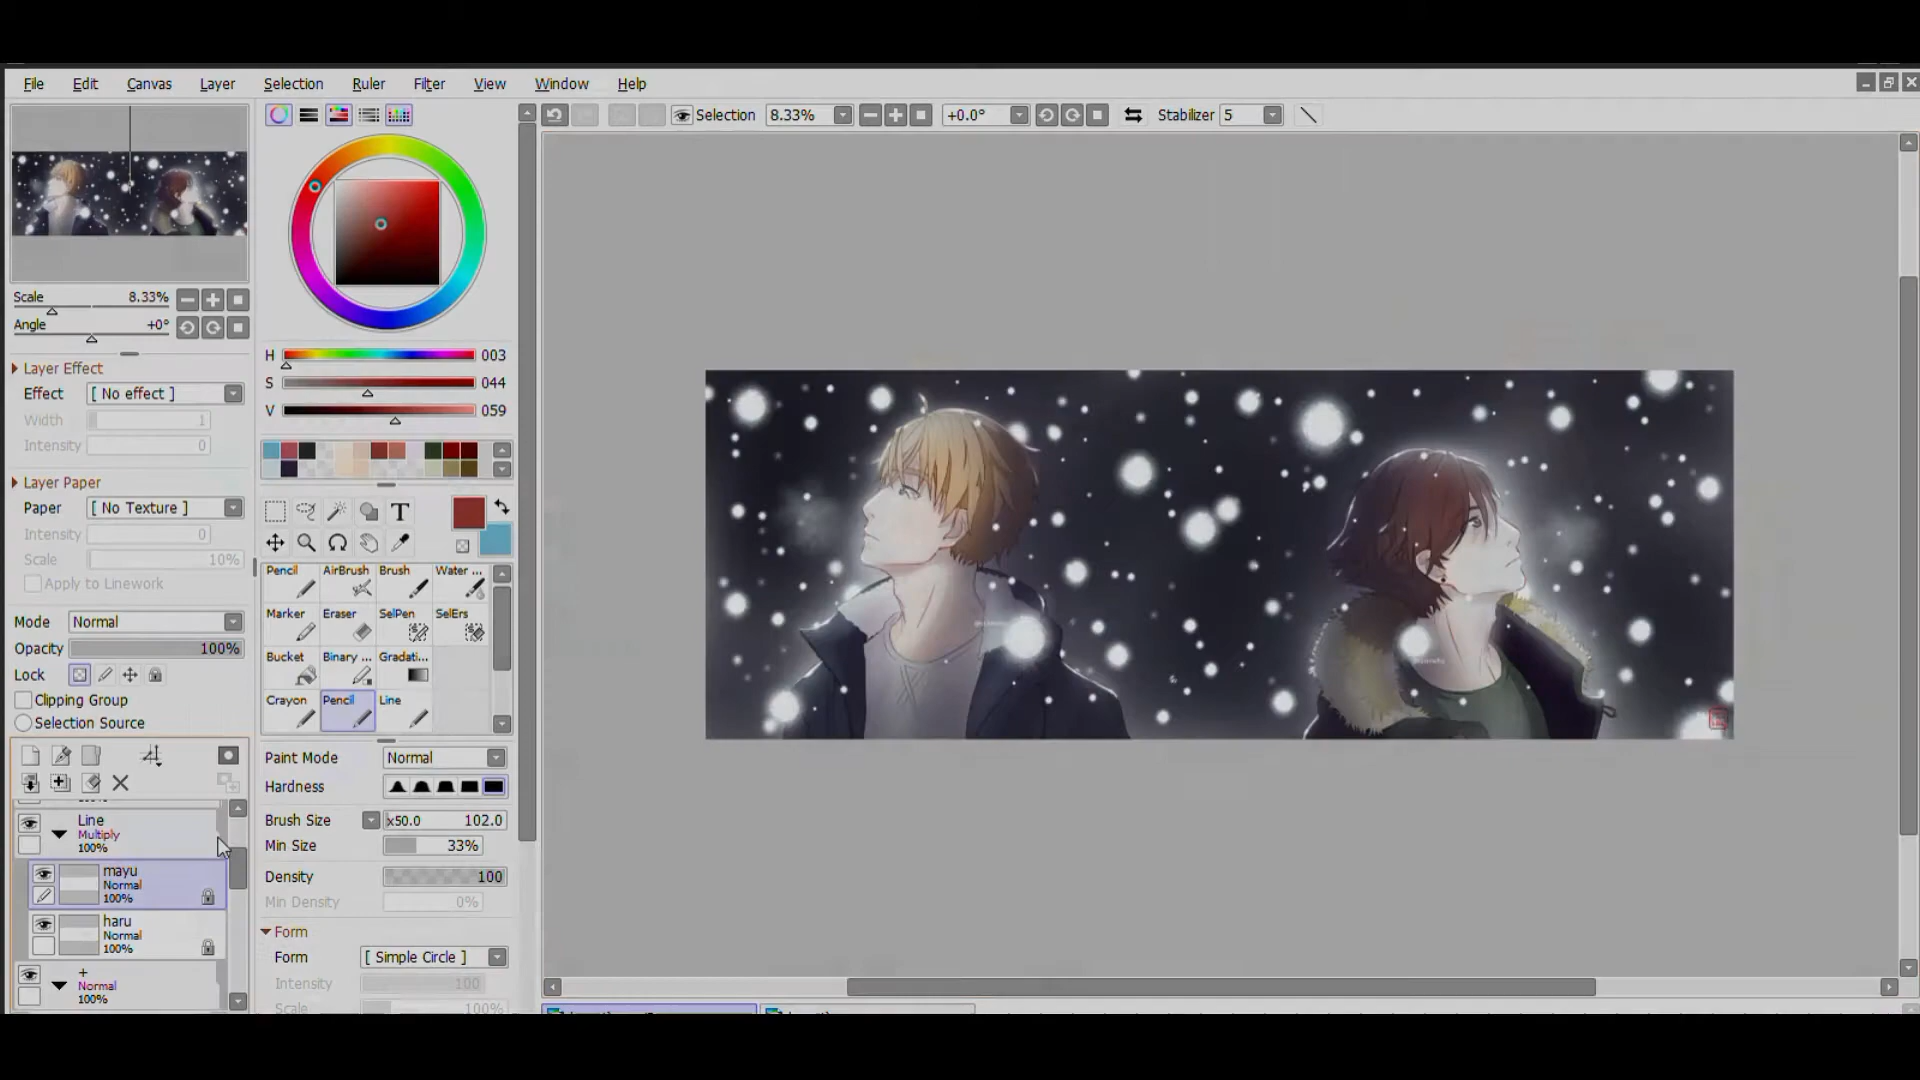 File Edit Canvas Layer Selection Ruler Filter View Window Help
Selection 8.33% +0.0° Stabilizer 5
Scale 8.33%
Angle +0°
Layer Effect
Effect [ No effect ]
Width 1
Intensity 0
Layer Paper
Paper [ No Texture ]
Intensity 0
Scale 10%
Apply to Linework
Mode Normal
Opacity 100%
Lock
Clipping Group
Selection Source
Line
Multiply
100%
mayu
Normal
100%
haru
Normal
100%
+
Normal
100%
H 003
S 044
V 059
T
Pencil AirBrush Brush Water ...
Marker Eraser SelPen SelErs
Bucket Binary ... Gradati...
Crayon Pencil Line
Paint Mode Normal
Hardness
Brush Size x50.0 102.0
Min Size 33%
Density 100
Min Density 0%
Form
Form [ Simple Circle ]
Intensity 100
Scale 100%